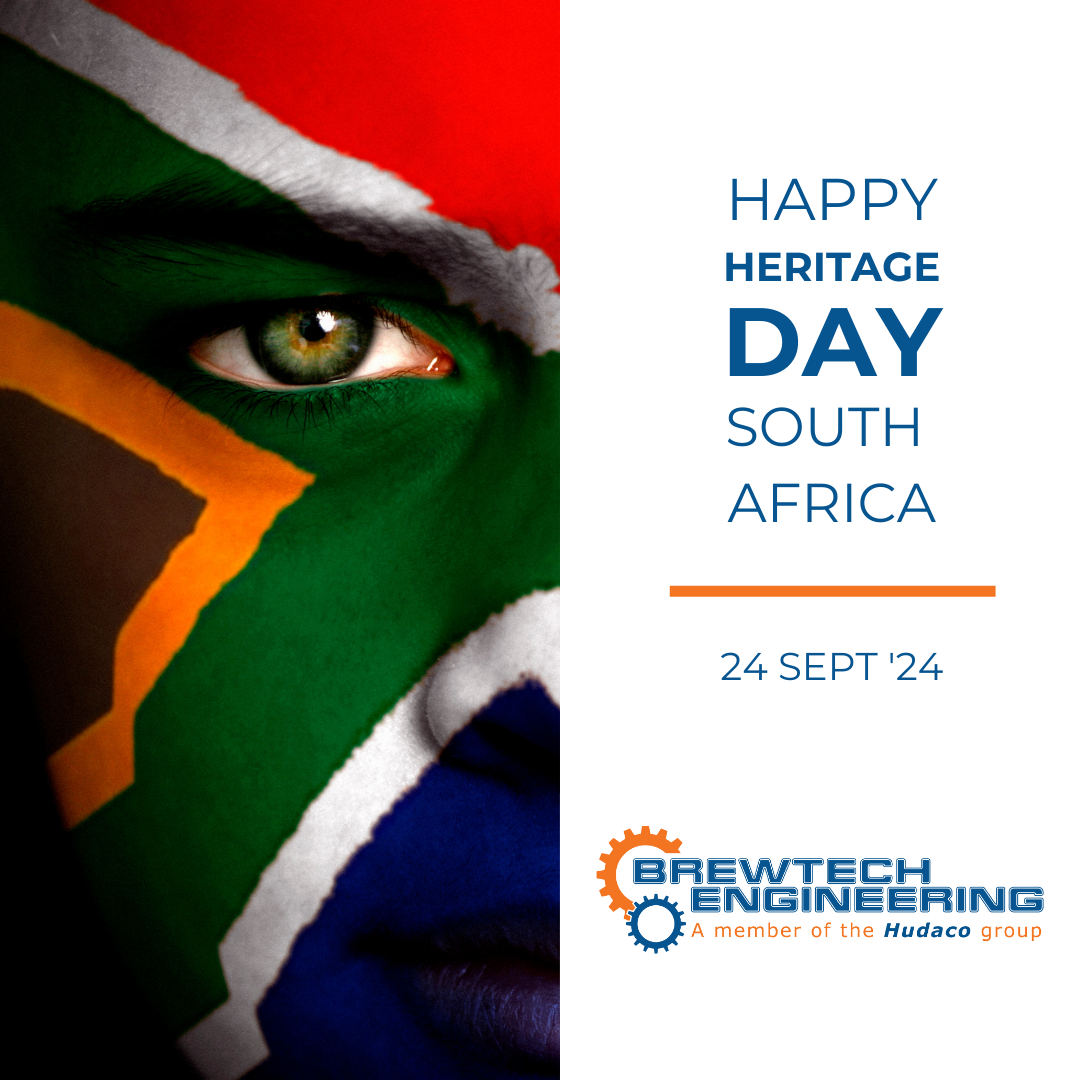 HAPPY
HERITAGE
DAY
SOUTH
AFRICA
24 SEPT '24
BREWTECH
ENGINEERING
A member of the Hudaco group